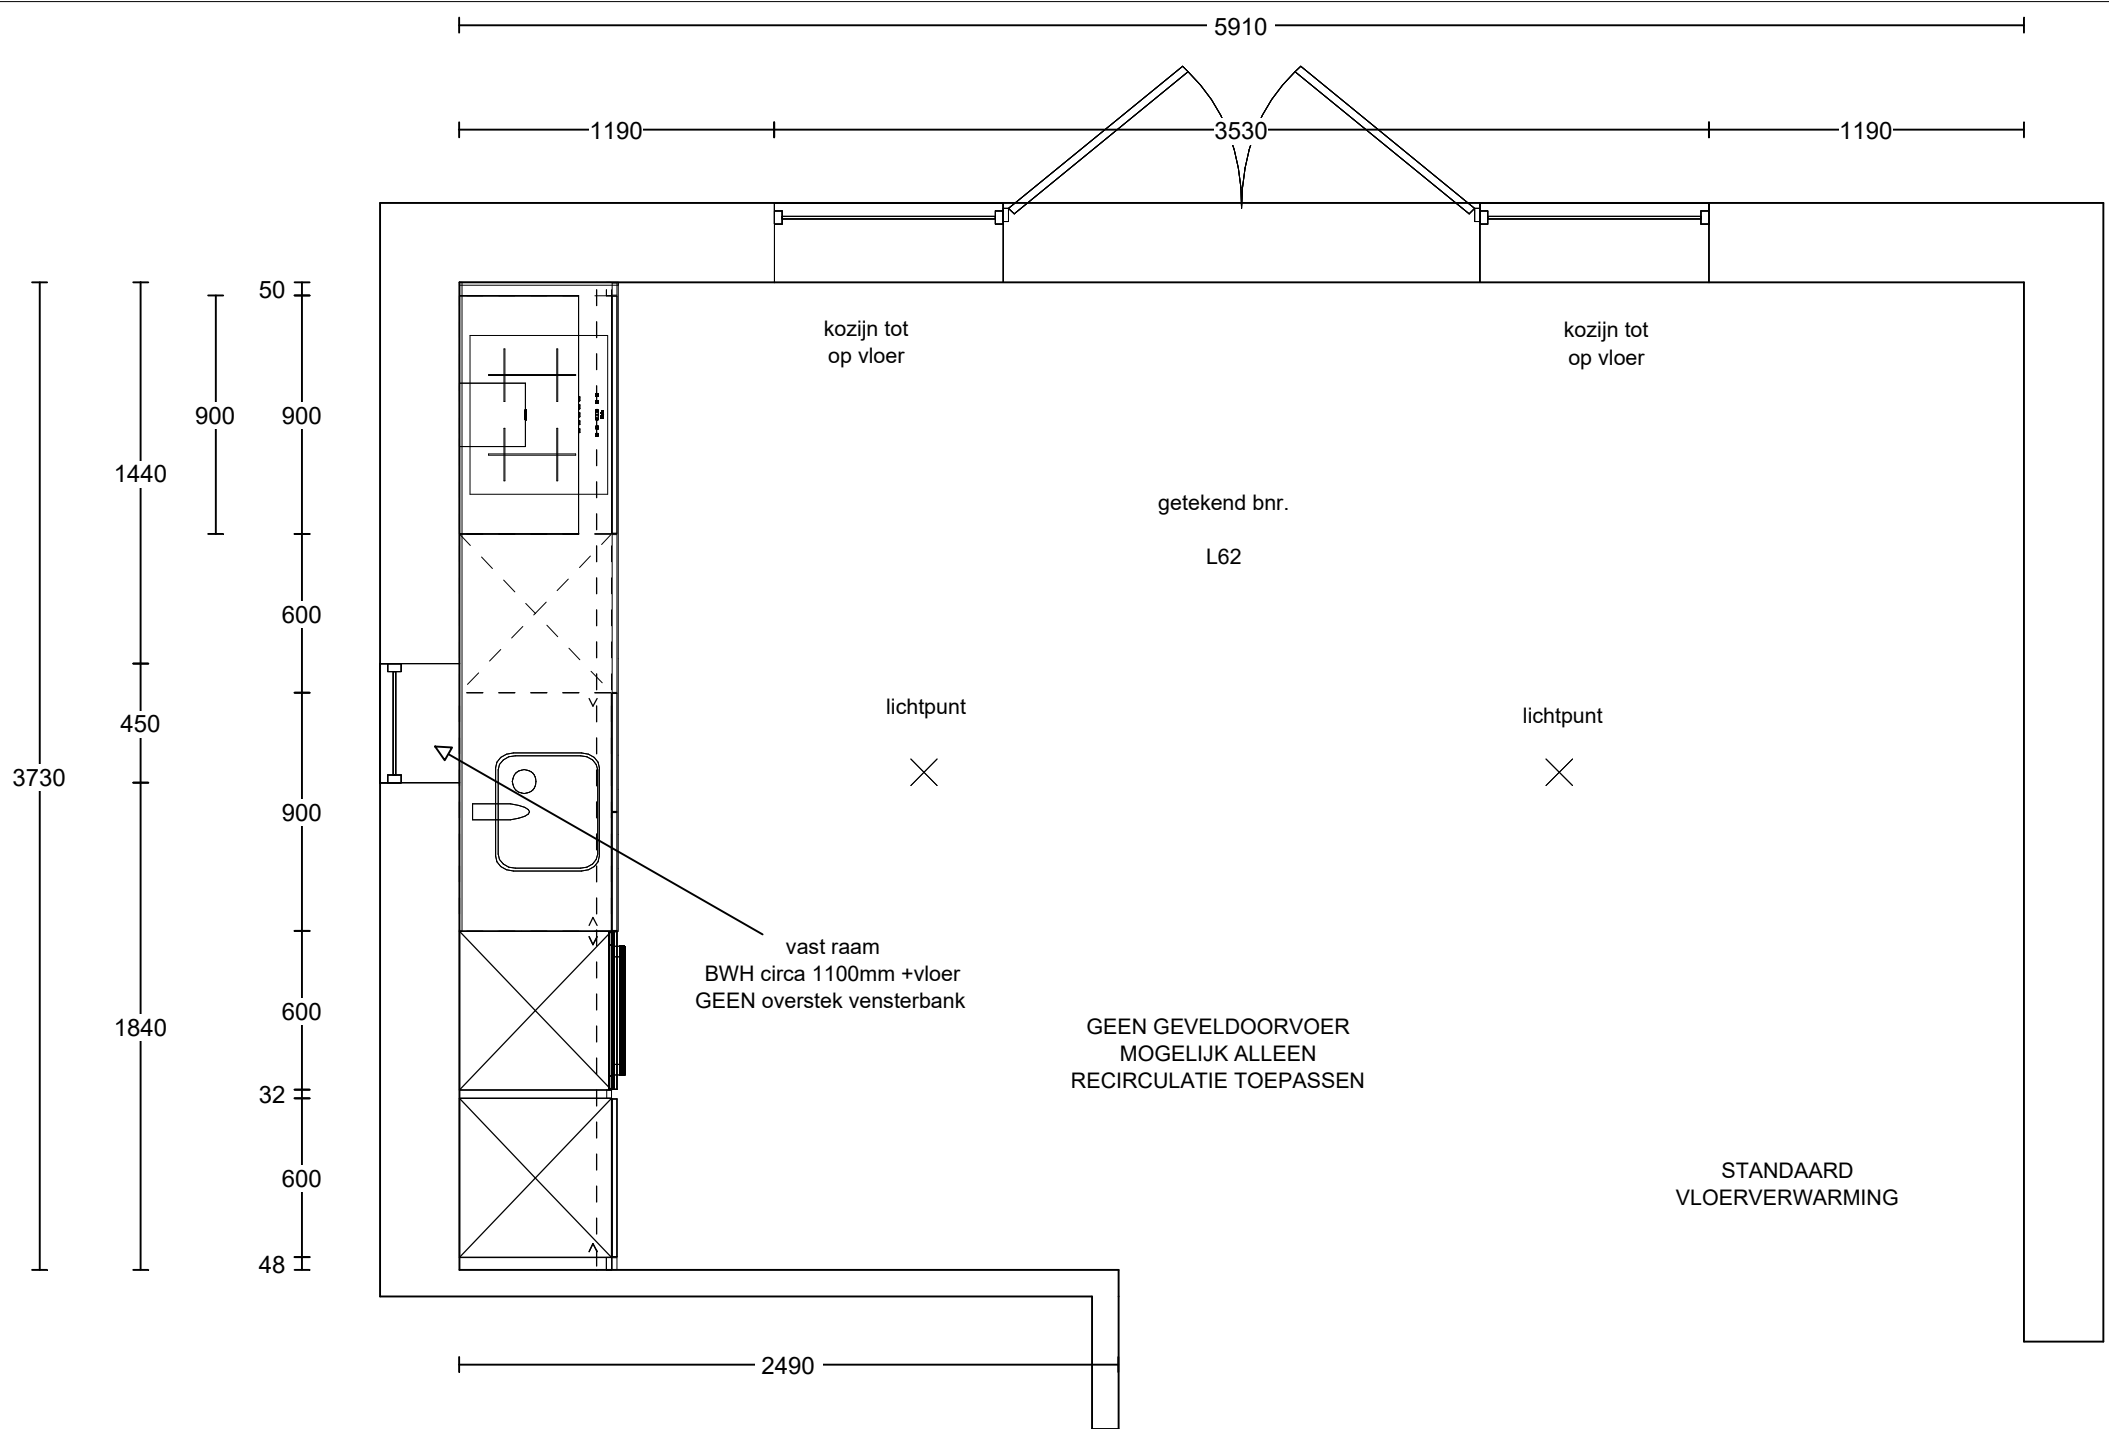 5910
1190
3530
1190
50
kozijn tot
op vloer
kozijn tot
op vloer
900
900
1440
getekend bnr.
L62
600
lichtpunt
lichtpunt
450
3730
900
vast raam
BWH circa 1100mm +vloer
GEEN overstek vensterbank
600
1840
GEEN GEVELDOORVOER
MOGELIJK ALLEEN
RECIRCULATIE TOEPASSEN
32
600
STANDAARD
VLOERVERWARMING
48
2490